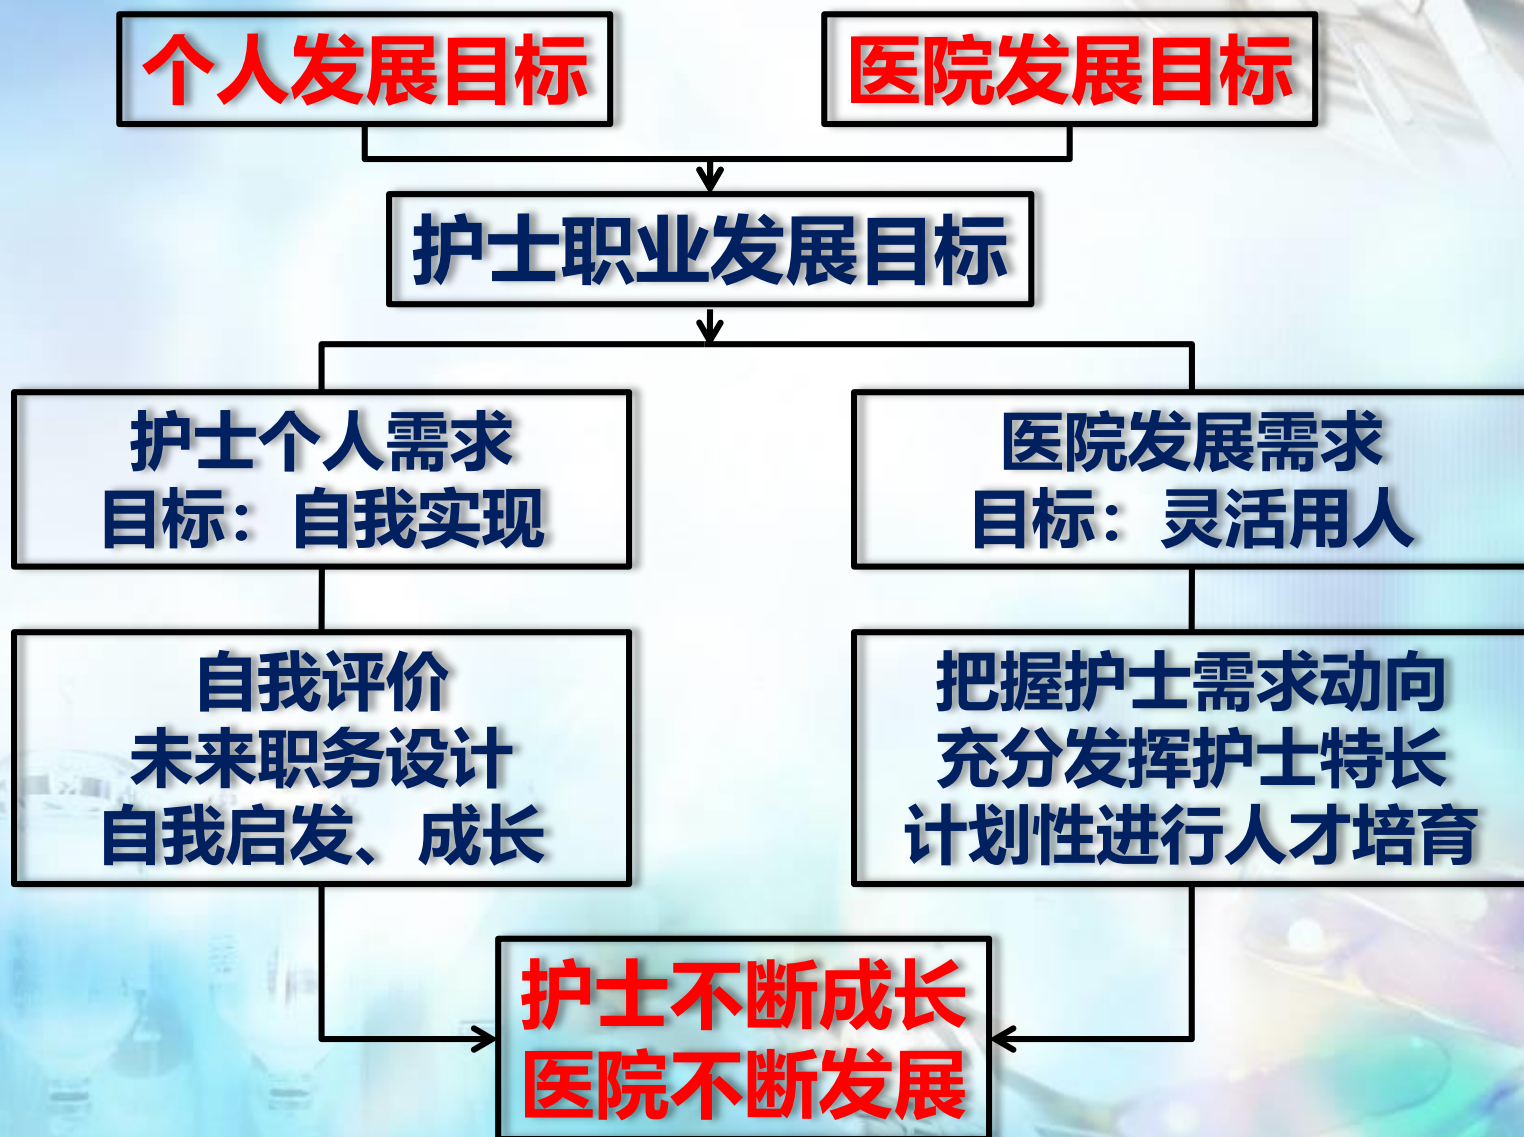 个人发展目标
医院发展目标
护士职业发展目标
护士个人需求
目标：自我实现
医院发展需求
目标：灵活用人
自我评价
未来职务设计
自我启发、成长
把握护士需求动向
充分发挥护士特长
计划性进行人才培育
护士不断成长
医院不断发展